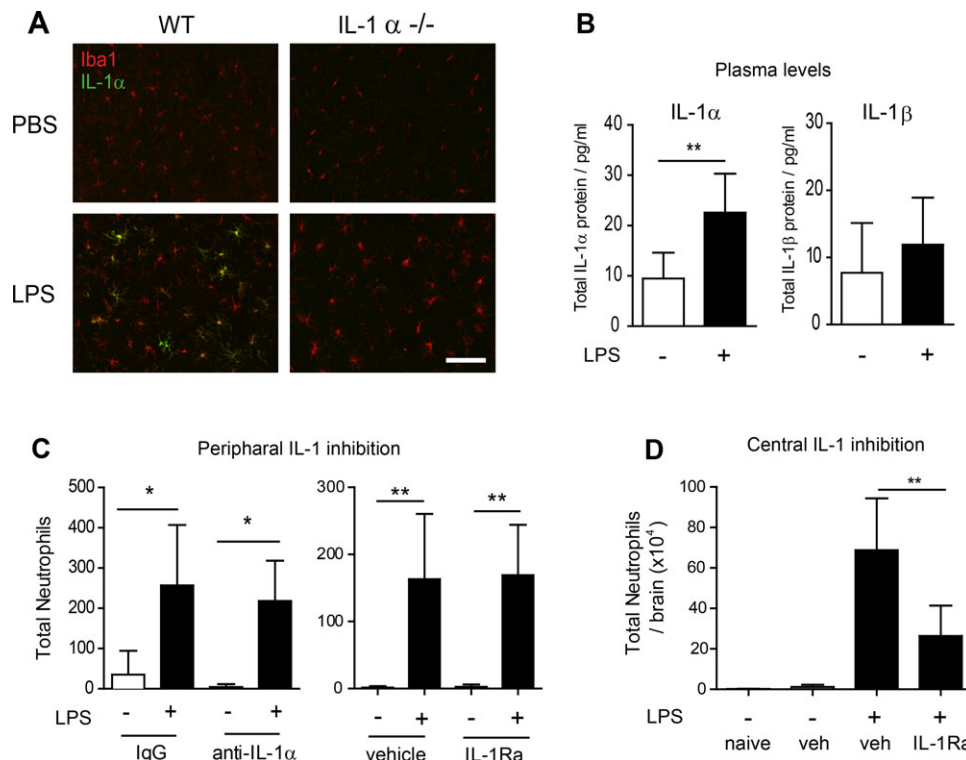 A
WT
IL-1 α -/-
Iba1
IL-1α
PBS
LPS
B
Plasma levels
IL-1α
IL-1β
Total IL-1α protein / pg/ml
40
30
20
10
0
**
Total IL-1β protein / pg/ml
30
20
10
0
LPS - + - +
C
Peripharal IL-1 inhibition
Total Neutrophils
500
400
300
200
100
0
* *
300
200
100
0
** **
LPS - + - + - + - +
IgG anti-IL-1α vehicle IL-1Ra
D
Central IL-1 inhibition
Total Neutrophils
/ brain (x10⁴)
100
80
60
40
20
0
**
LPS - - + +
naive veh veh IL-1Ra